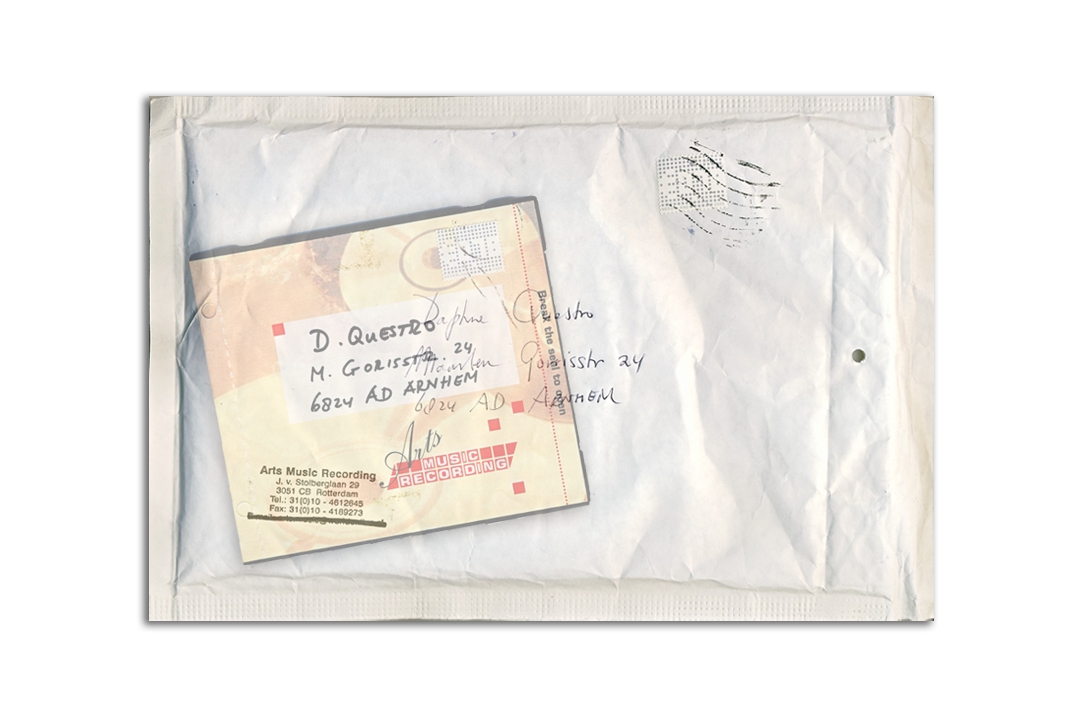 Break the seal to open
D. QUESTRO
M. GORISSTR. 24
6824 AD ARNHEM
Daphne Questro
Maarten Gorisstr 24
6824 AD ARNHEM
Arts
MUSIC
RECORDING
Arts Music Recording
J. v. Stolberglaan 29
3051 CB Rotterdam
Tel.: 31(0)10 - 4612645
Fax: 31(0)10 - 4189273